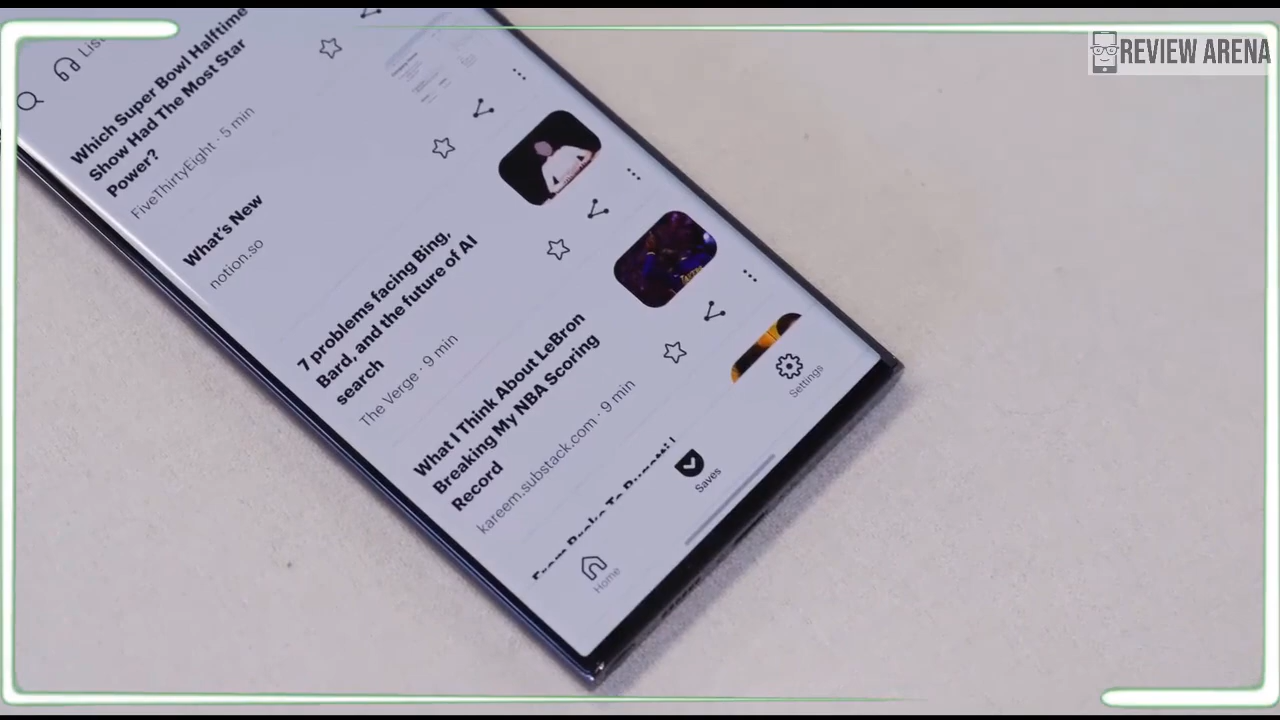 REVIEW ARENA
Which Super Bowl Halftime
Show Had The Most Star
Power?
FiveThirtyEight · 5 min
What's New
notion.so
7 problems facing Bing,
Bard, and the future of AI
search
The Verge · 9 min
What I Think About LeBron
Breaking My NBA Scoring
Record
kareem.substack.com · 9 min
Home
Saves
Settings